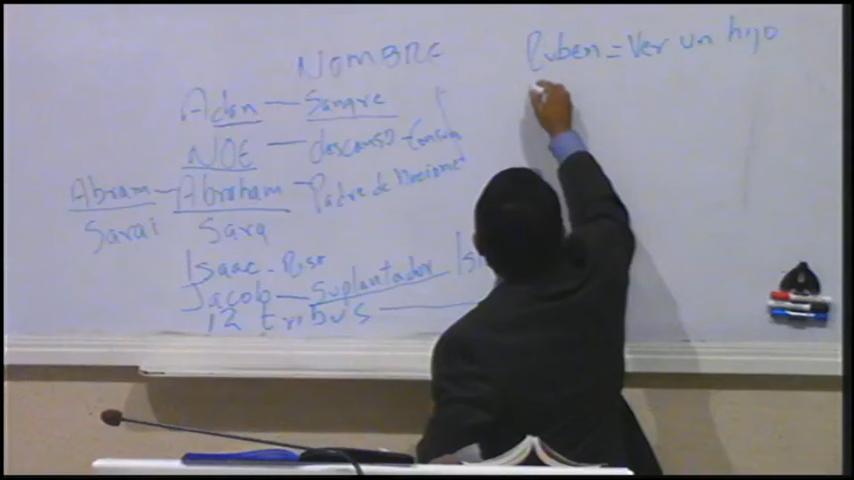 NOMBRE
Ruben = Ver un hijo
Adan — Sangre
NOE — descanso
Abram — Abraham — Padre de Naciones
Sarai Sara
Isaac - Risa
Jacob — Suplantador
12 tribus —